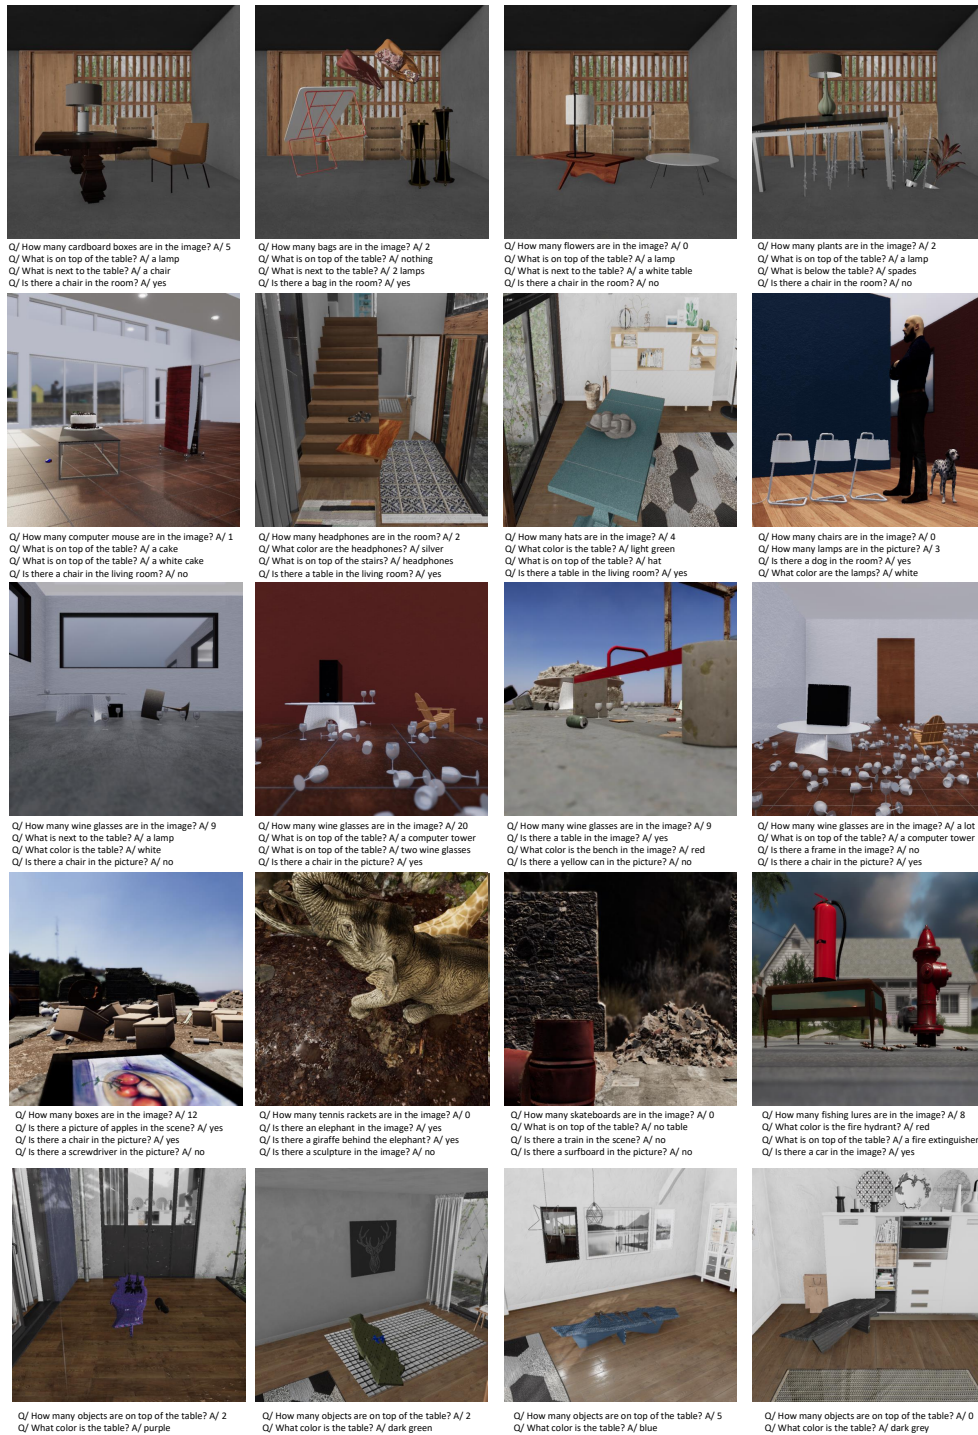 Q/ How many cardboard boxes are in the image? A/ 5
Q/ What is on top of the table? A/ a lamp
Q/ What is next to the table? A/ a chair
Q/ Is there a chair in the room? A/ yes
Q/ How many bags are in the image? A/ 2
Q/ What is on top of the table? A/ nothing
Q/ What is next to the table? A/ 2 lamps
Q/ Is there a bag in the room? A/ yes
Q/ How many flowers are in the image? A/ 0
Q/ What is on top of the table? A/ a lamp
Q/ What is next to the table? A/ a white table
Q/ Is there a chair in the room? A/ no
Q/ How many plants are in the image? A/ 2
Q/ What is on top of the table? A/ a lamp
Q/ What is below the table? A/ spades
Q/ Is there a chair in the room? A/ no
Q/ How many computer mouse are in the image? A/ 1
Q/ What is on top of the table? A/ a cake
Q/ What is on top of the table? A/ a white cake
Q/ Is there a chair in the living room? A/ no
Q/ How many headphones are in the room? A/ 2
Q/ What color are the headphones? A/ silver
Q/ What is on top of the stairs? A/ headphones
Q/ Is there a table in the living room? A/ yes
Q/ How many hats are in the image? A/ 4
Q/ What color is the table? A/ light green
Q/ What is on top of the table? A/ hat
Q/ Is there a table in the living room? A/ yes
Q/ How many chairs are in the image? A/ 0
Q/ How many lamps are in the picture? A/ 3
Q/ Is there a dog in the room? A/ yes
Q/ What color are the lamps? A/ white
Q/ How many wine glasses are in the image? A/ 9
Q/ What is next to the table? A/ a lamp
Q/ What color is the table? A/ white
Q/ Is there a chair in the picture? A/ no
Q/ How many wine glasses are in the image? A/ 20
Q/ What is on top of the table? A/ a computer tower
Q/ What is on top of the table? A/ two wine glasses
Q/ Is there a chair in the picture? A/ yes
Q/ How many wine glasses are in the image? A/ 9
Q/ Is there a table in the image? A/ yes
Q/ What color is the bench in the image? A/ red
Q/ Is there a yellow can in the picture? A/ no
Q/ How many wine glasses are in the image? A/ a lot
Q/ What is on top of the table? A/ a computer tower
Q/ Is there a frame in the image? A/ no
Q/ Is there a chair in the picture? A/ yes
Q/ How many boxes are in the image? A/ 12
Q/ Is there a picture of apples in the scene? A/ yes
Q/ Is there a chair in the picture? A/ yes
Q/ Is there a screwdriver in the picture? A/ no
Q/ How many tennis rackets are in the image? A/ 0
Q/ Is there an elephant in the image? A/ yes
Q/ Is there a giraffe behind the elephant? A/ yes
Q/ Is there a sculpture in the image? A/ no
Q/ How many skateboards are in the image? A/ 0
Q/ What is on top of the table? A/ no table
Q/ Is there a train in the scene? A/ no
Q/ Is there a surfboard in the picture? A/ no
Q/ How many fishing lures are in the image? A/ 8
Q/ What color is the fire hydrant? A/ red
Q/ What is on top of the table? A/ a fire extinguisher
Q/ Is there a car in the image? A/ yes
Q/ How many objects are on top of the table? A/ 2
Q/ What color is the table? A/ purple
Q/ How many objects are on top of the table? A/ 2
Q/ What color is the table? A/ dark green
Q/ How many objects are on top of the table? A/ 5
Q/ What color is the table? A/ blue
Q/ How many objects are on top of the table? A/ 0
Q/ What color is the table? A/ dark grey